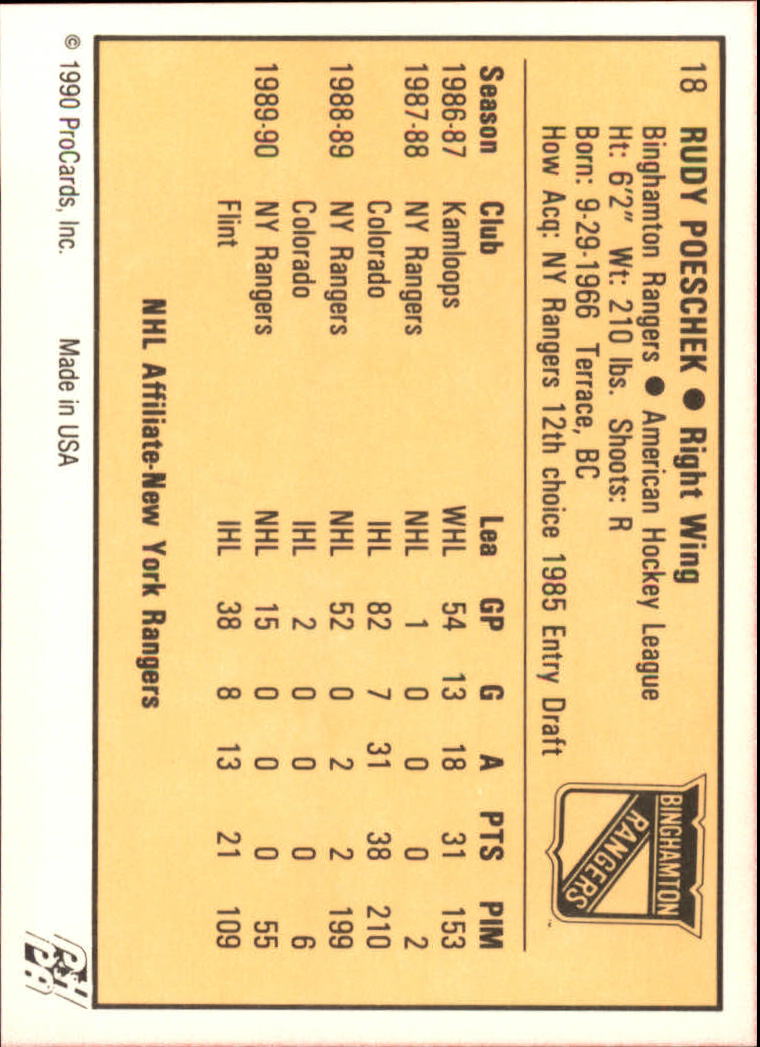 18 RUDY POESCHEK ● Right Wing
Binghamton Rangers ● American Hockey League
Ht: 6'2" Wt: 210 lbs. Shoots: R
Born: 9-29-1966 Terrace, BC
How Acq: NY Rangers 12th choice 1985 Entry Draft
BINGHAMTON
RANGERS
Season Club Lea GP G A PTS PIM
1986-87 Kamloops WHL 54 13 18 31 153
1987-88 NY Rangers NHL 1 0 0 0 2
Colorado IHL 82 7 31 38 210
1988-89 NY Rangers NHL 52 0 2 2 199
Colorado IHL 2 0 0 0 6
1989-90 NY Rangers NHL 15 0 0 0 55
Flint IHL 38 8 13 21 109
NHL Affiliate-New York Rangers
© 1990 ProCards, Inc. Made in USA